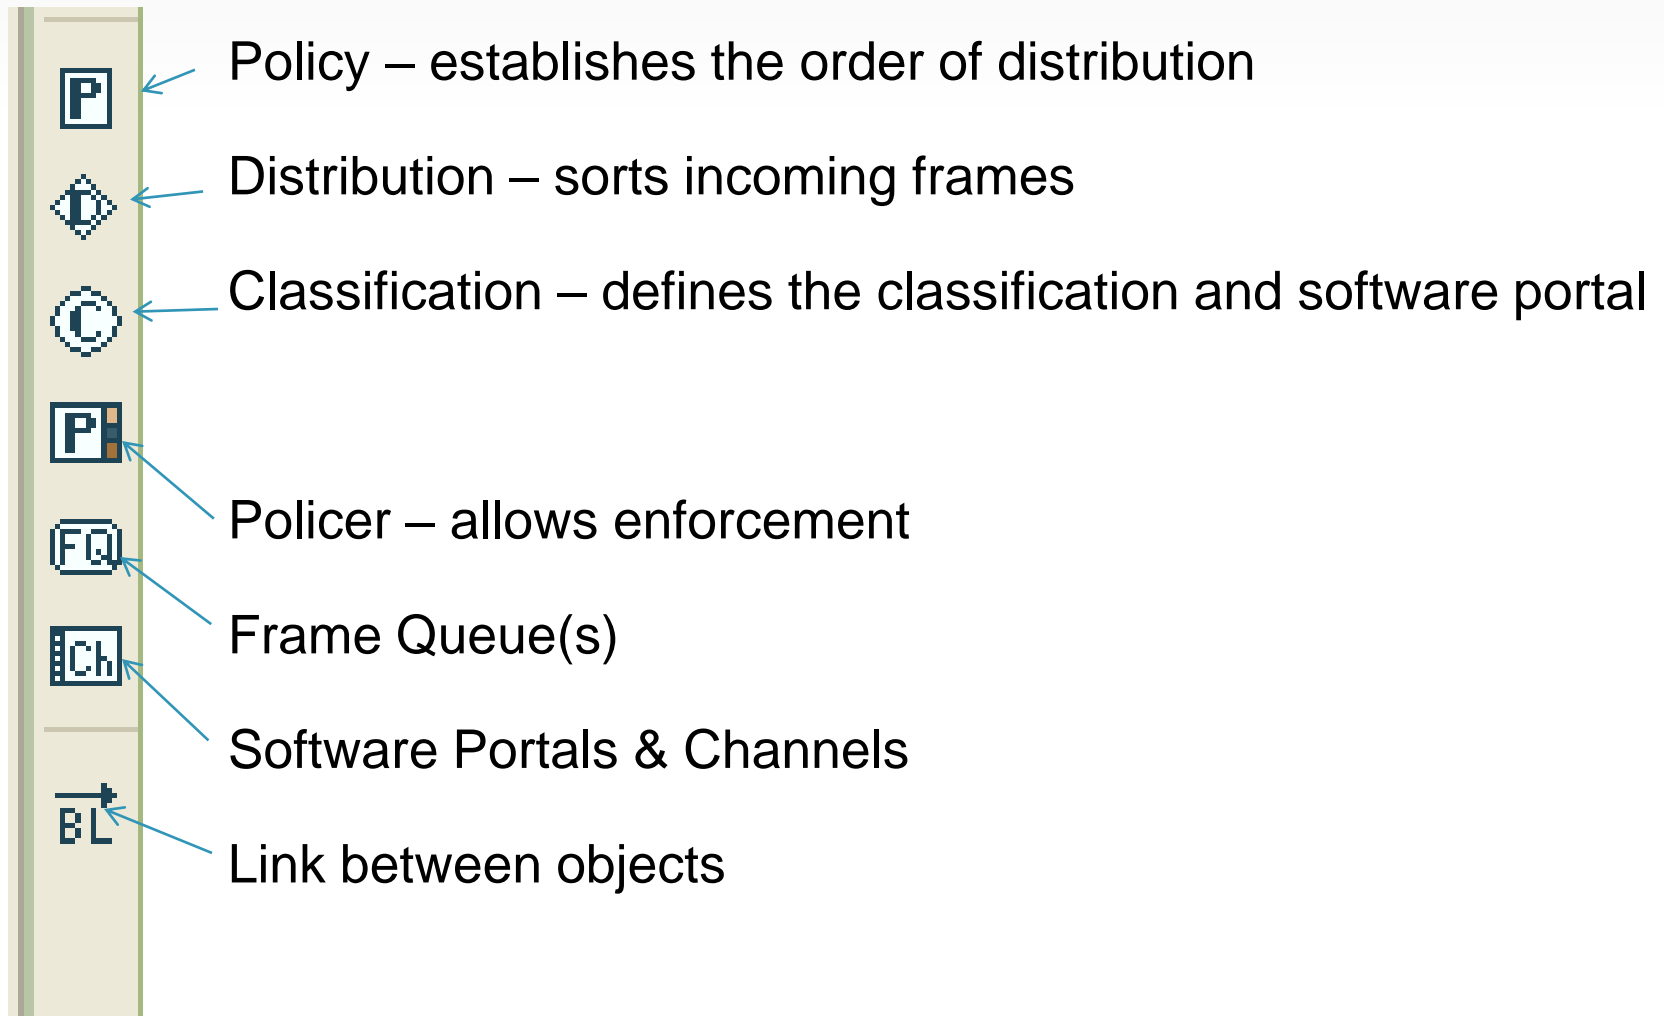 P
Policy – establishes the order of distribution
D
Distribution – sorts incoming frames
C
Classification – defines the classification and software portal
P
Policer – allows enforcement
FQ
Frame Queue(s)
Ch
Software Portals & Channels
BL
Link between objects